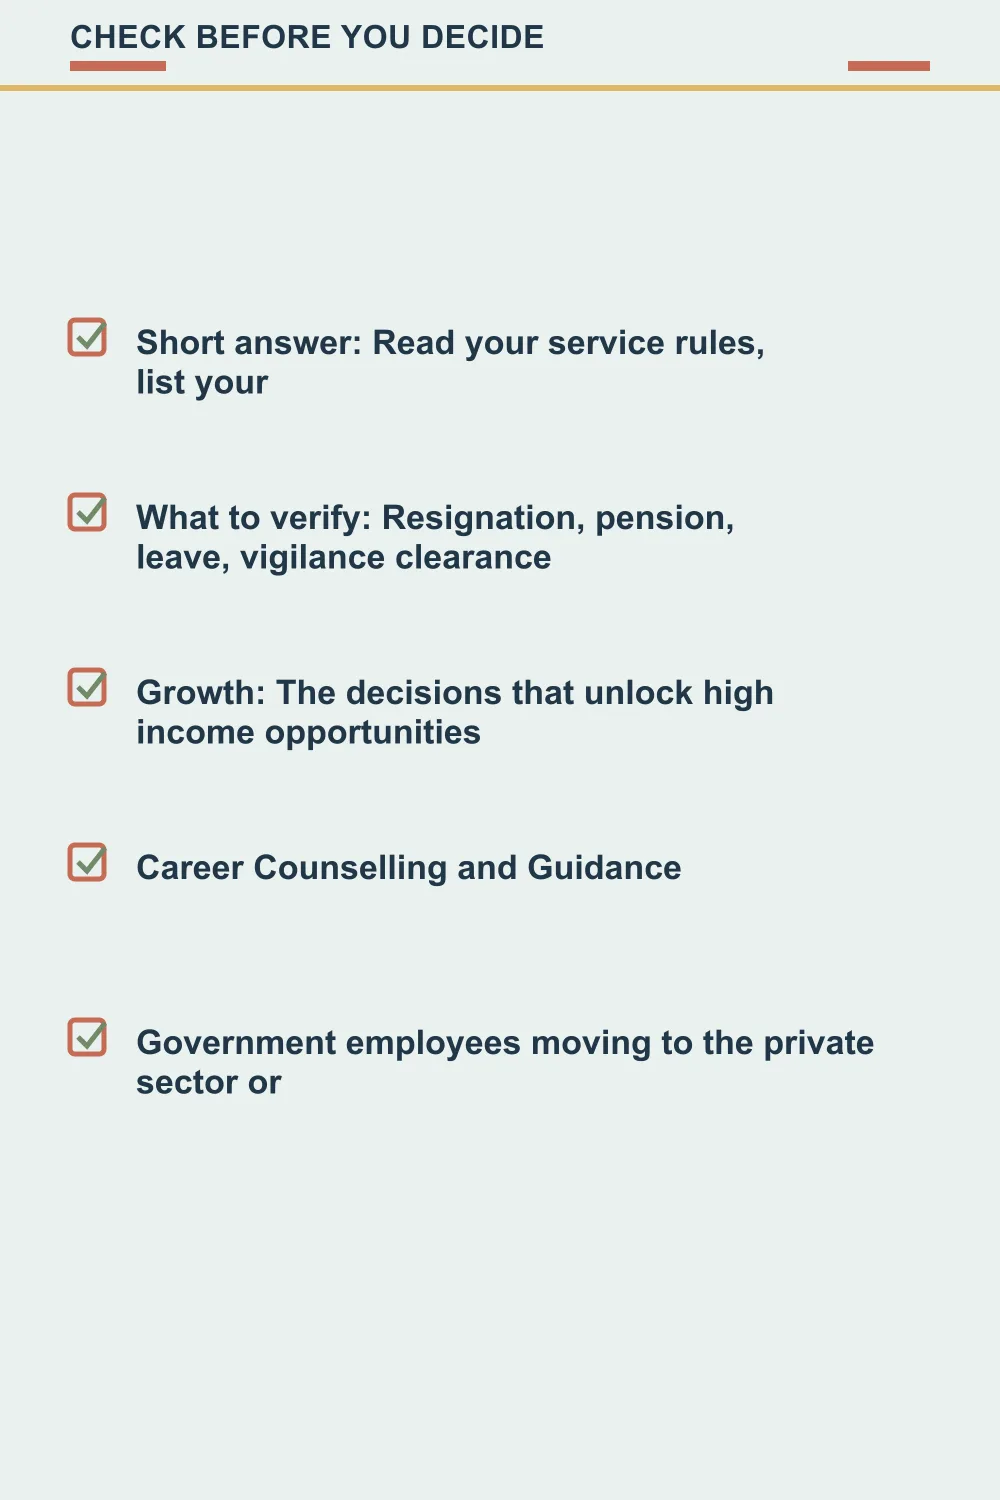 CHECK BEFORE YOU DECIDE
Short answer: Read your service rules,
list your
What to verify: Resignation, pension,
leave, vigilance clearance
Growth: The decisions that unlock high
income opportunities
Career Counselling and Guidance
Government employees moving to the private
sector or